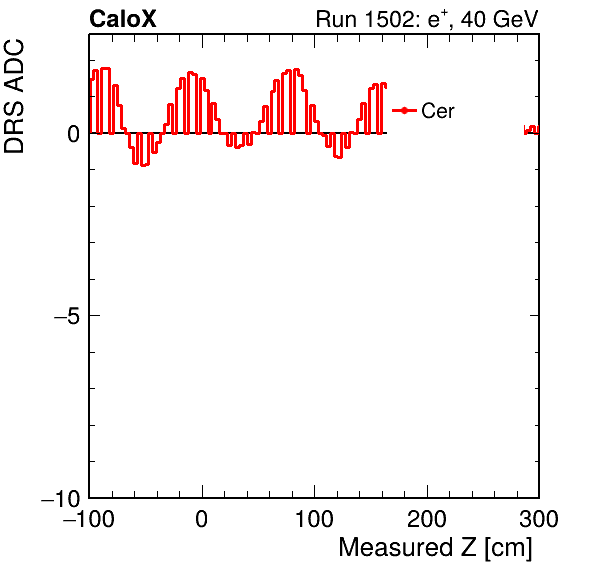 CaloX Run 1502: e+, 40 GeV
DRS ADC
Cer
0
−5
−10
−100 0 100 200 300
Measured Z [cm]